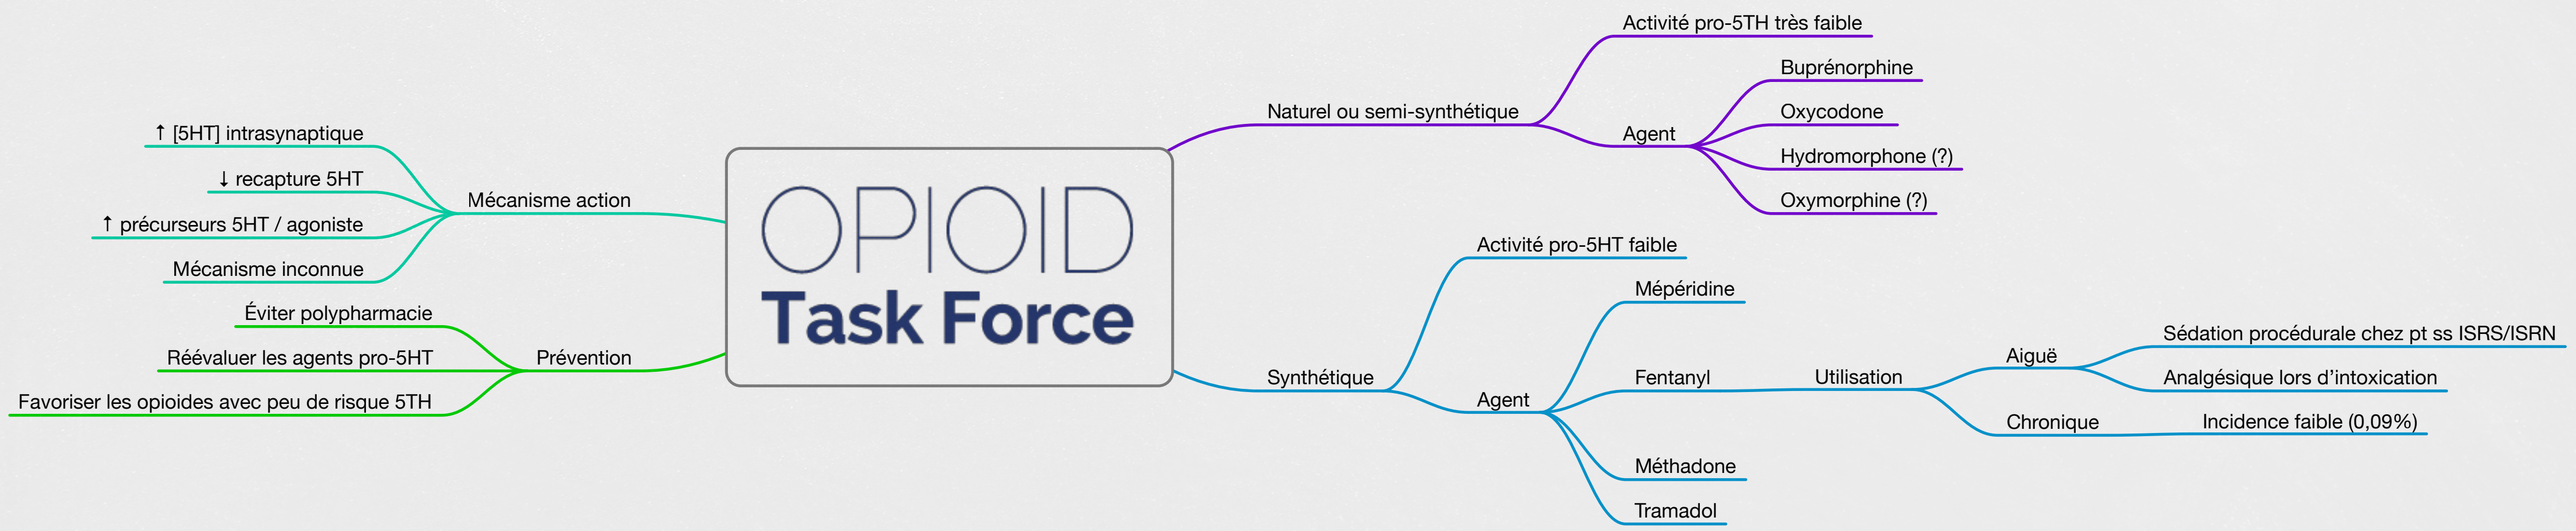 OPIOID
Task Force
Mécanisme action
↑ [5HT] intrasynaptique
↓ recapture 5HT
↑ précurseurs 5HT / agoniste
Mécanisme inconnue
Prévention
Éviter polypharmacie
Réévaluer les agents pro-5HT
Favoriser les opioides avec peu de risque 5TH
Naturel ou semi-synthétique
Activité pro-5TH très faible
Agent
Buprénorphine
Oxycodone
Hydromorphone (?)
Oxymorphine (?)
Synthétique
Activité pro-5HT faible
Agent
Mépéridine
Fentanyl
Utilisation
Aiguë
Sédation procédurale chez pt ss ISRS/ISRN
Analgésique lors d’intoxication
Chronique
Incidence faible (0,09%)
Méthadone
Tramadol